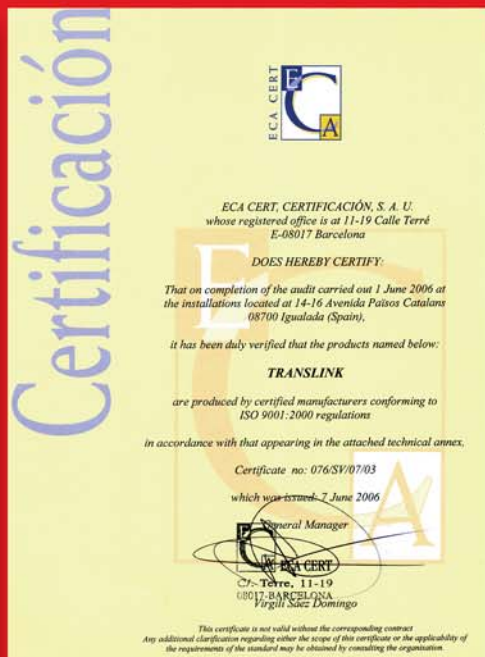 Certificación
ECA CERT
E
C
A
ECA CERT, CERTIFICACIÓN, S. A. U.
whose registered office is at 11-19 Calle Terré
E-08017 Barcelona
DOES HEREBY CERTIFY:
That on completion of the audit carried out 1 June 2006 at
the installations located at 14-16 Avenida Països Catalans
08700 Igualada (Spain),
it has been duly verified that the products named below:
TRANSLINK
are produced by certified manufacturers conforming to
ISO 9001:2000 regulations
in accordance with that appearing in the attached technical annex,
Certificate no: 076/SV/07/03
which was issued: 7 June 2006
General Manager
ECA CERT
C/. Terre, 11-19
08017-BARCELONA
Virgili Sáez Domingo
This certificate is not valid without the corresponding contract
Any additional clarification regarding either the scope of this certificate or the applicability of
the requirements of the standard may be obtained by consulting the organisation.